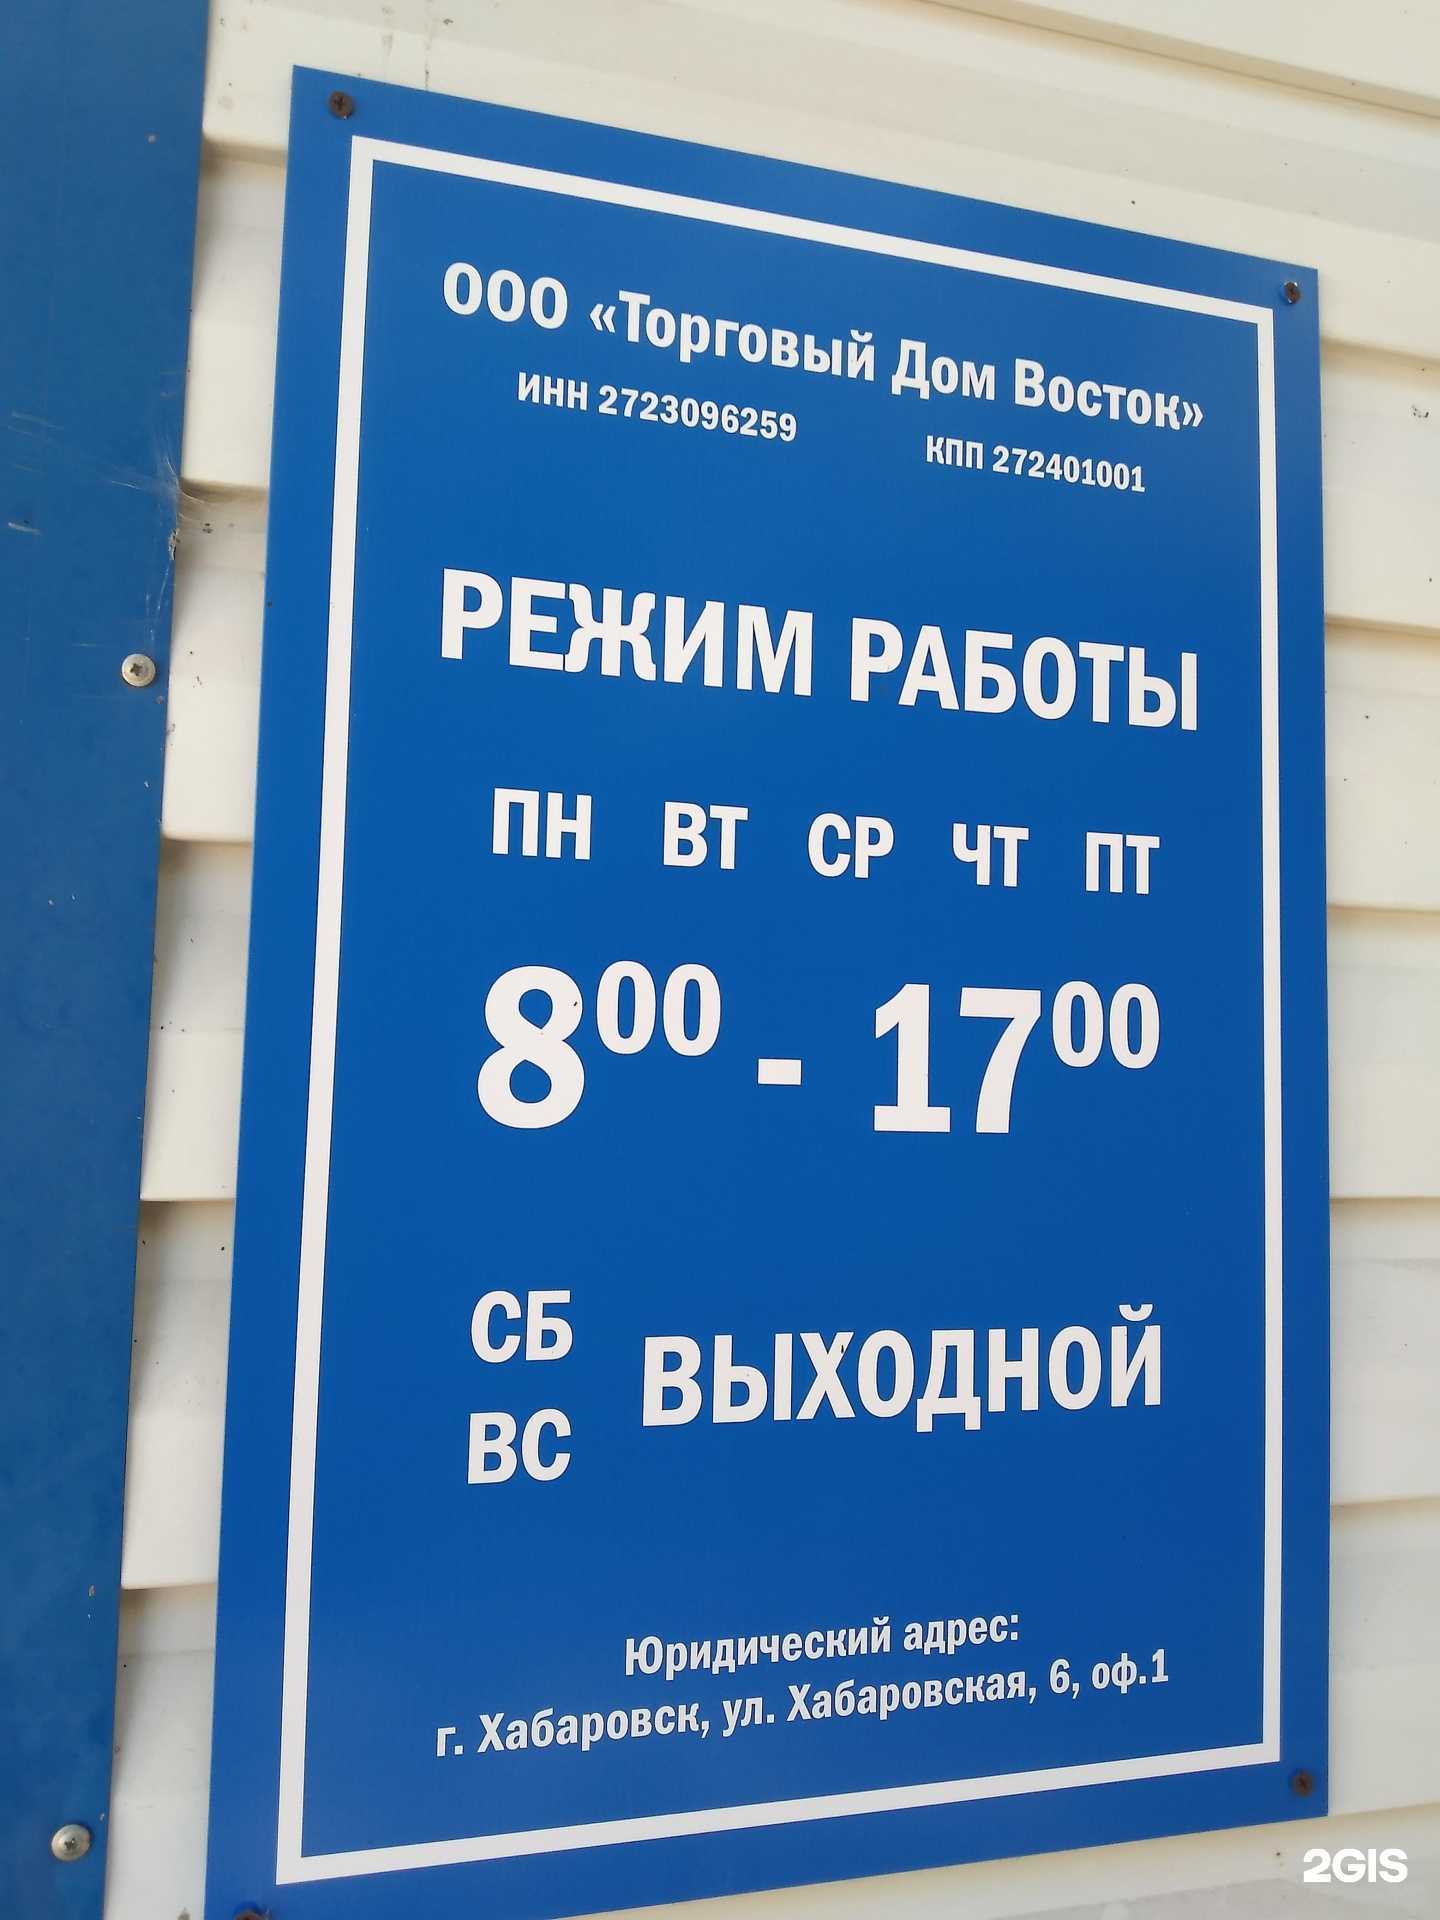 ООО «Торговый Дом Восток»
ИНН 2723096259 КПП 272401001
РЕЖИМ РАБОТЫ
ПН ВТ СР ЧТ ПТ
8⁰⁰ - 17⁰⁰
СБ
ВС
ВЫХОДНОЙ
Юридический адрес:
г. Хабаровск, ул. Хабаровская, 6, оф.1
2GIS